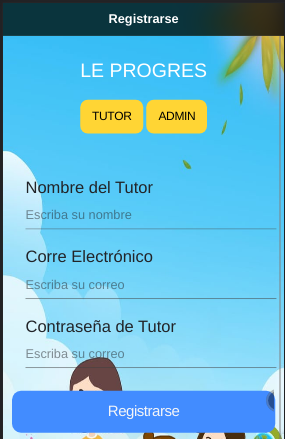 Registrarse
LE PROGRES
TUTOR ADMIN
Nombre del Tutor
Escriba su nombre
Corre Electrónico
Escriba su correo
Contraseña de Tutor
Escriba su correo
Registrarse